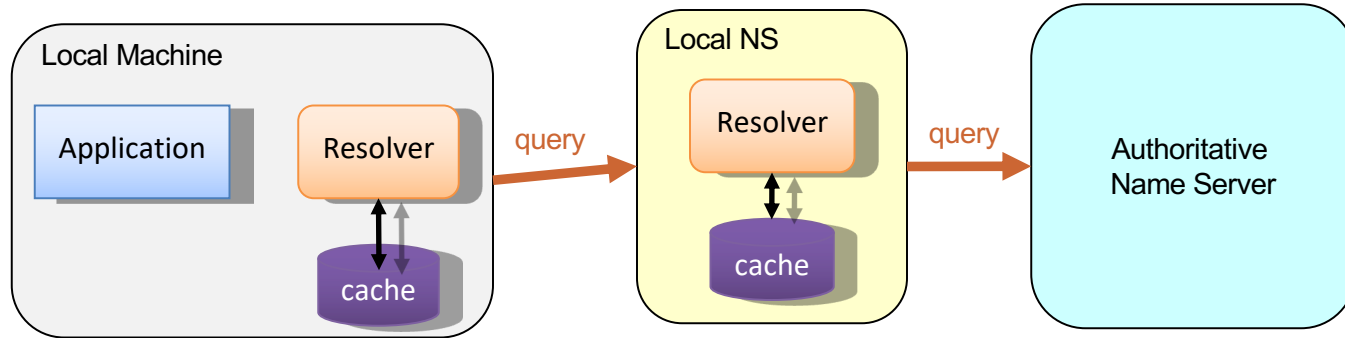 Local Machine
Application
Resolver
cache
query
Local NS
Resolver
cache
query
Authoritative
Name Server